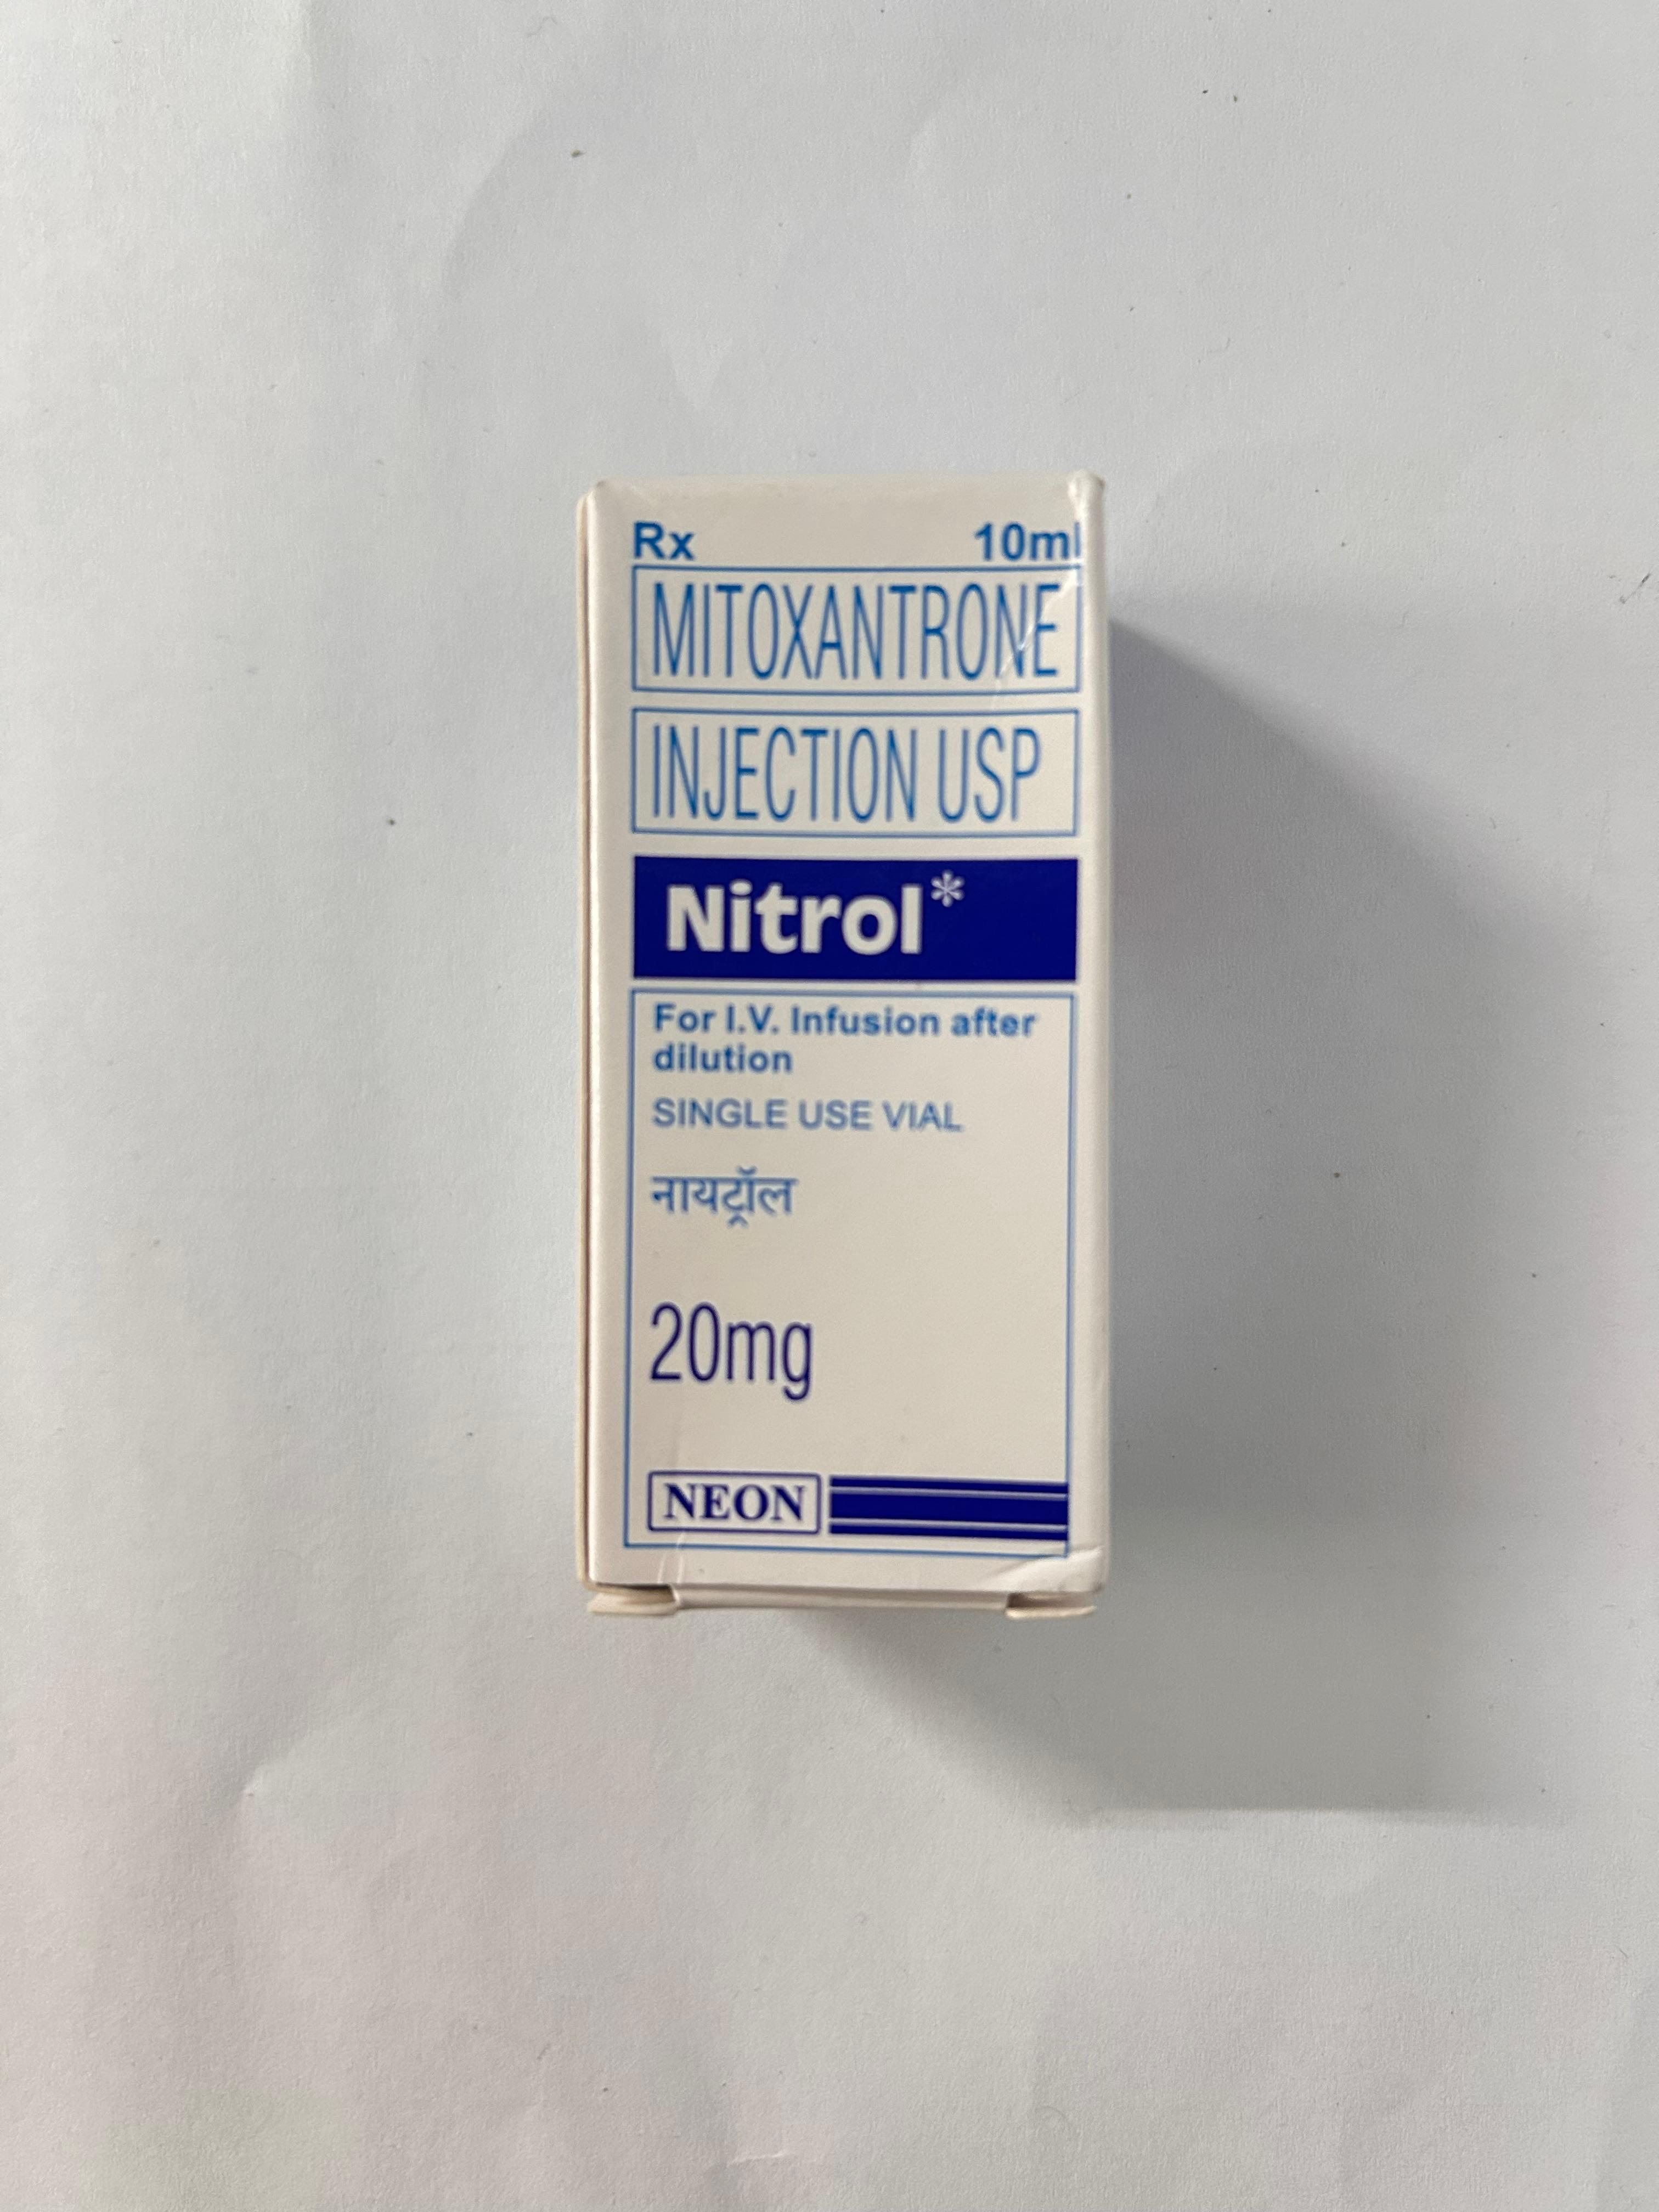 Rx 10ml
MITOXANTRONE
INJECTION USP
Nitrol*
For I.V. Infusion after
dilution
SINGLE USE VIAL
नायट्रॉल
20mg
NEON